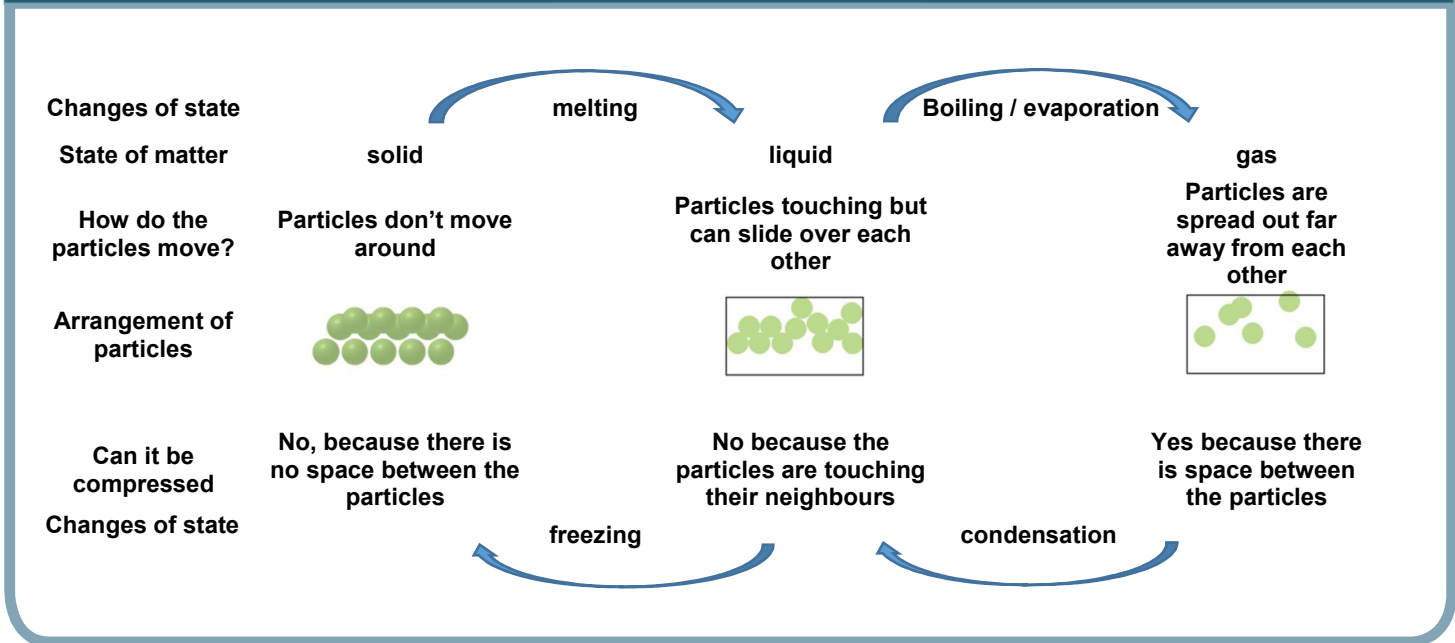 Changes of state
melting
Boiling / evaporation
State of matter
solid
liquid
gas
How do the
particles move?
Particles don’t move
around
Particles touching but
can slide over each
other
Particles are
spread out far
away from each
other
Arrangement of
particles
Can it be
compressed
No, because there is
no space between the
particles
No because the
particles are touching
their neighbours
Yes because there
is space between
the particles
Changes of state
freezing
condensation